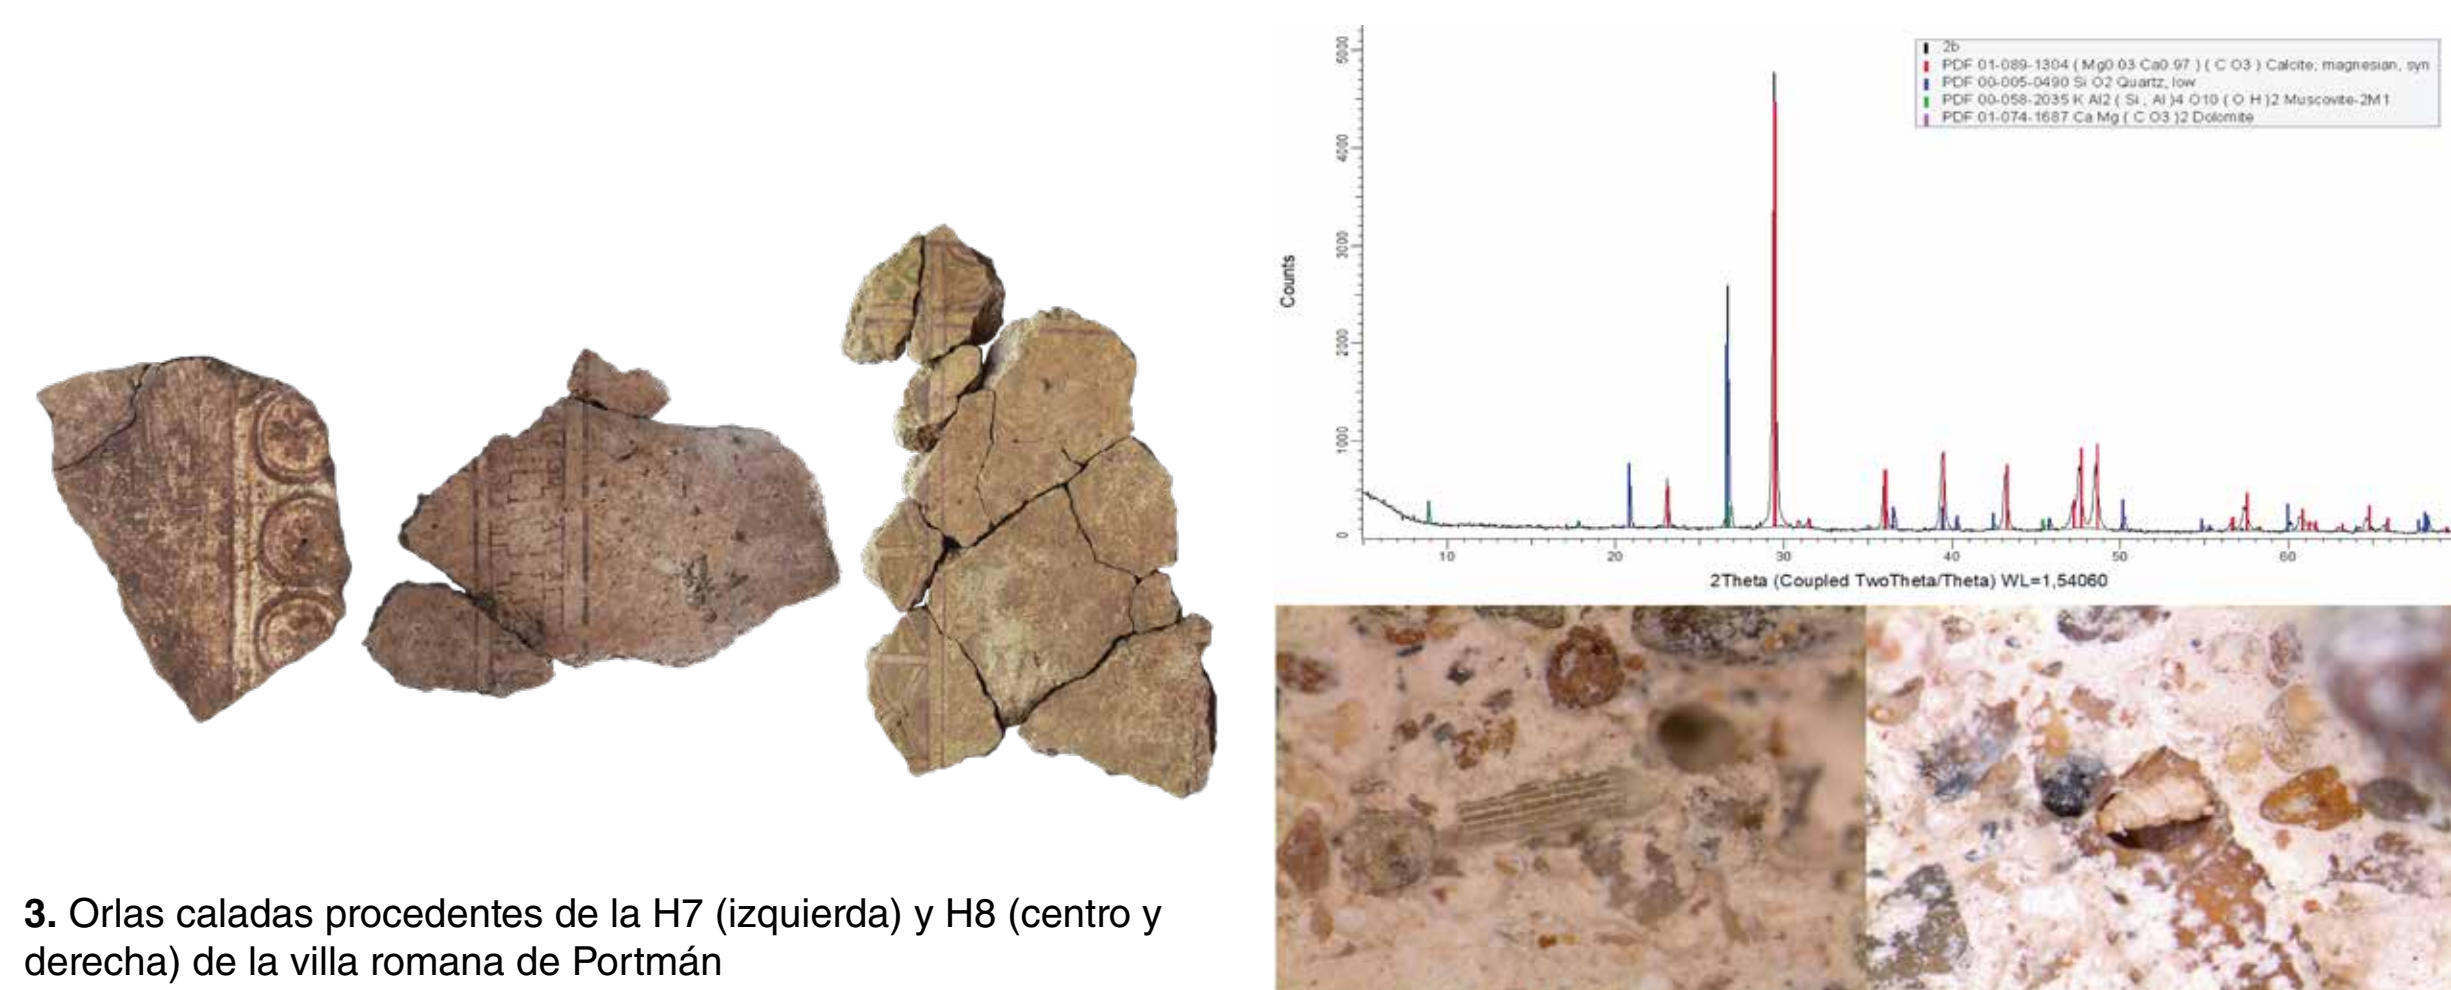 5000
4000
3000
2000
1000
0
Counts
2b
PDF 01-089-1304 ( Mg0.03 Ca0.97 ) ( C O3 ) Calcite, magnesian, syn
PDF 00-005-0490 Si O2 Quartz, low
PDF 00-058-2035 K Al2 ( Si , Al )4 O10 ( O H )2 Muscovite-2M1
PDF 01-074-1687 Ca Mg ( C O3 )2 Dolomite
10 20 30 40 50 60
2Theta (Coupled TwoTheta/Theta) WL=1,54060
3. Orlas caladas procedentes de la H7 (izquierda) y H8 (centro y
derecha) de la villa romana de Portmán